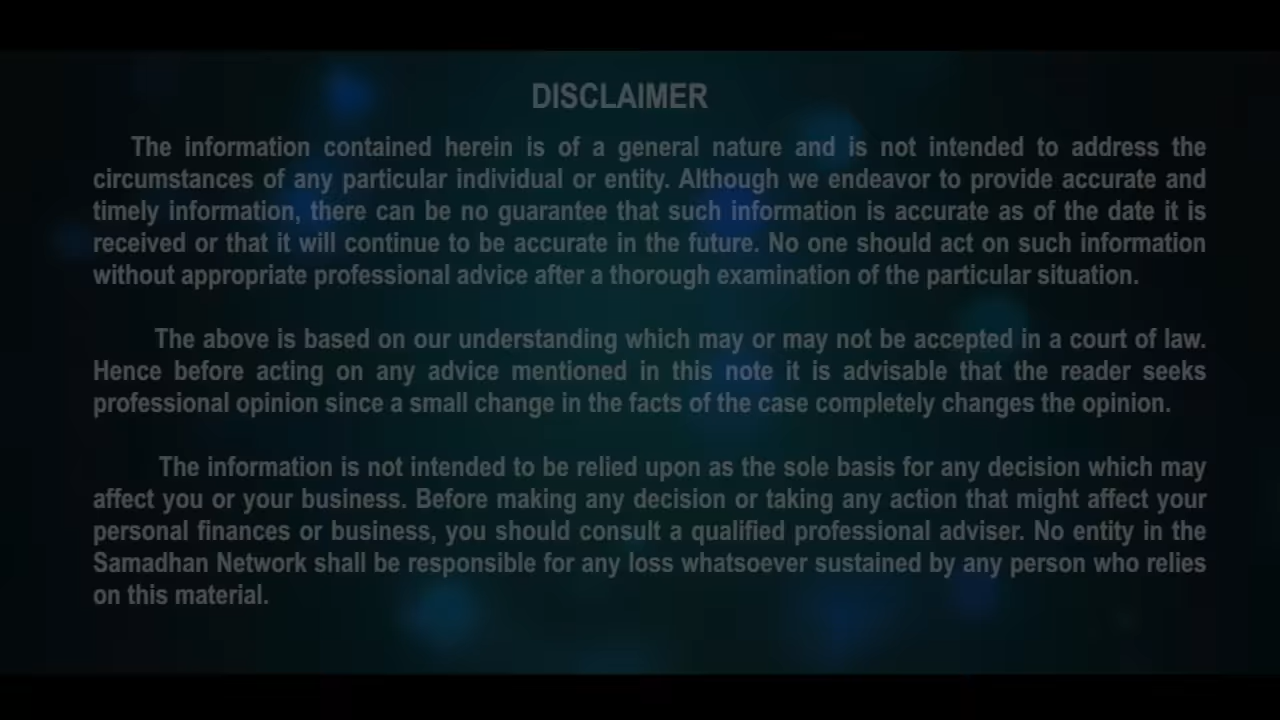 DISCLAIMER
The information contained herein is of a general nature and is not intended to address the
circumstances of any particular individual or entity. Although we endeavor to provide accurate and
timely information, there can be no guarantee that such information is accurate as of the date it is
received or that it will continue to be accurate in the future. No one should act on such information
without appropriate professional advice after a thorough examination of the particular situation.
The above is based on our understanding which may or may not be accepted in a court of law.
Hence before acting on any advice mentioned in this note it is advisable that the reader seeks
professional opinion since a small change in the facts of the case completely changes the opinion.
The information is not intended to be relied upon as the sole basis for any decision which may
affect you or your business. Before making any decision or taking any action that might affect your
personal finances or business, you should consult a qualified professional adviser. No entity in the
Samadhan Network shall be responsible for any loss whatsoever sustained by any person who relies
on this material.